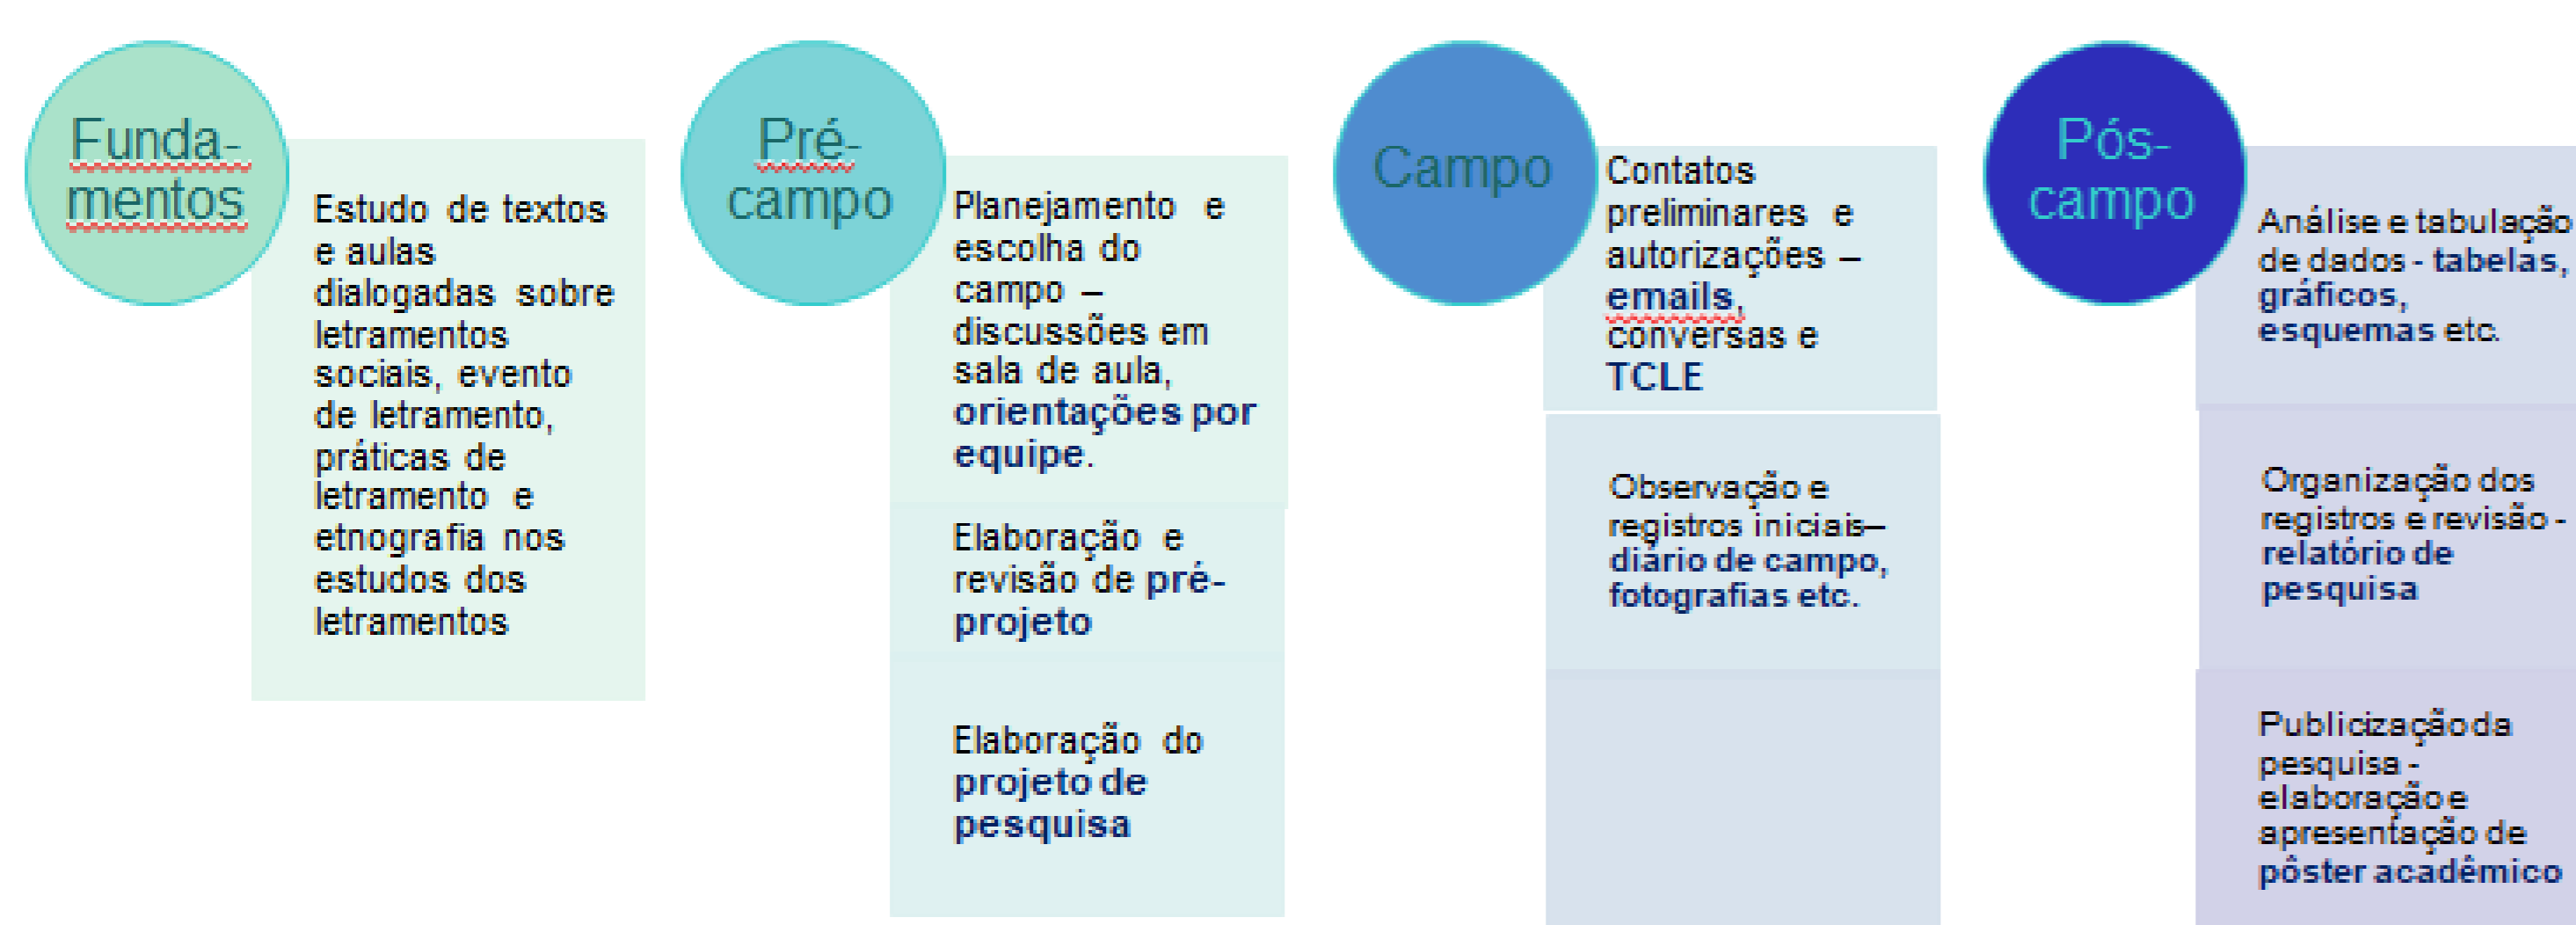 Funda-
mentos
Estudo de textos
e aulas
dialogadas sobre
letramentos
sociais, evento
de letramento,
práticas de
letramento e
etnografia nos
estudos dos
letramentos
Pré-
campo
Planejamento e
escolha do
campo –
discussões em
sala de aula,
orientações por
equipe.
Elaboração e
revisão de pré-
projeto
Elaboração do
projeto de
pesquisa
Campo
Contatos
preliminares e
autorizações –
emails,
conversas e
TCLE
Observação e
registros iniciais–
diário de campo,
fotografias etc.
Pós-
campo
Análise e tabulação
de dados - tabelas,
gráficos,
esquemas etc.
Organização dos
registros e revisão -
relatório de
pesquisa
Publicização da
pesquisa -
elaboração e
apresentação de
pôster acadêmico